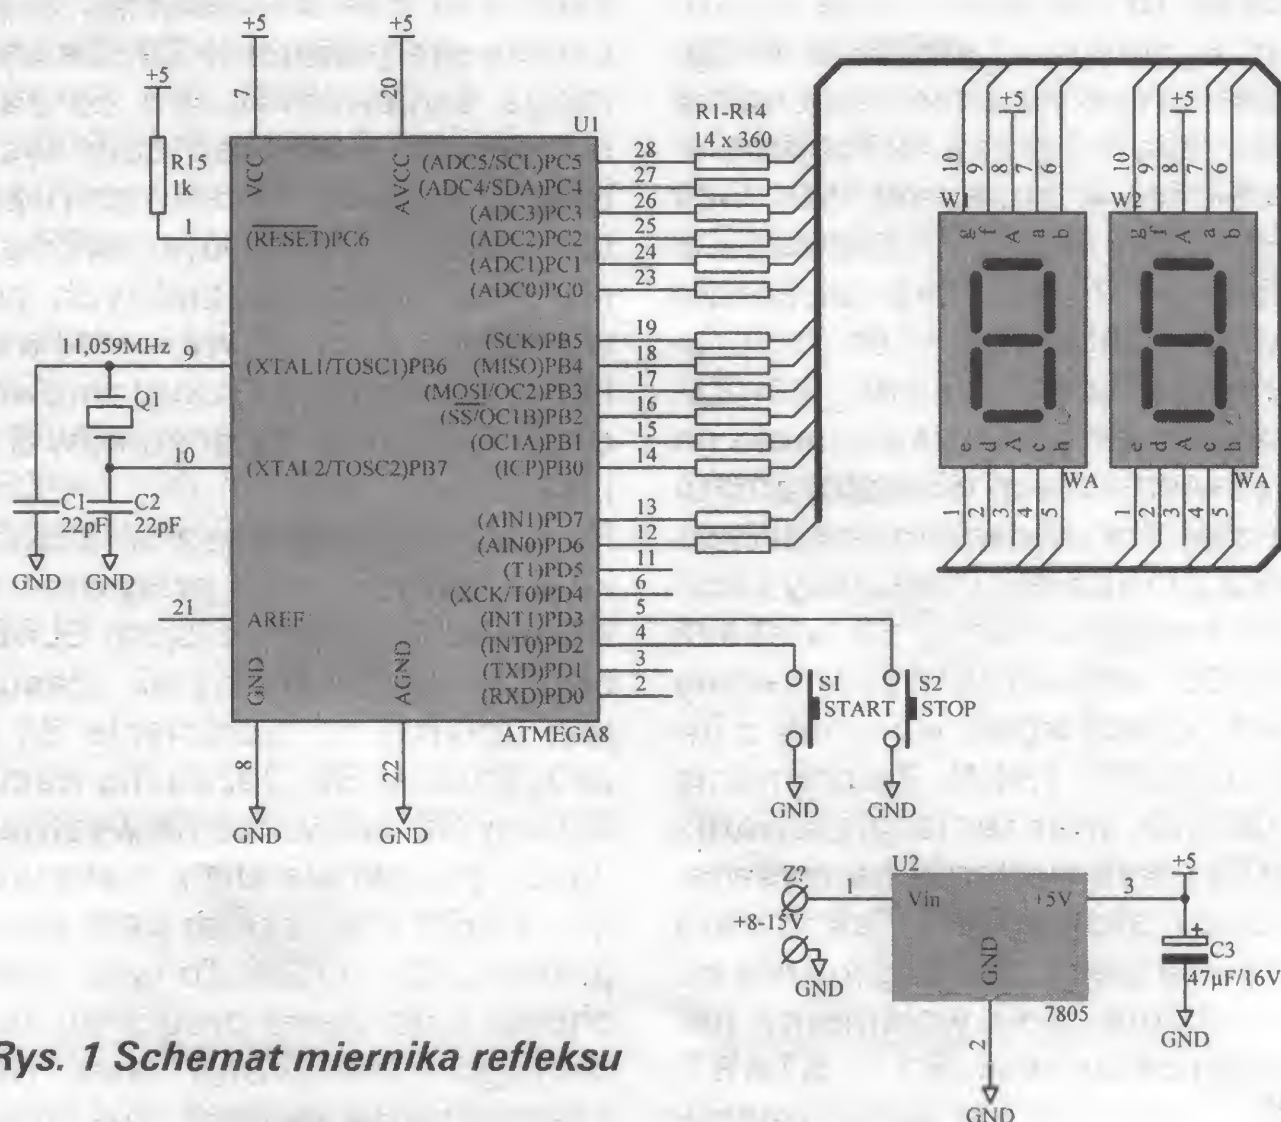 +5
+5
+5
7
20
U1
R15
1k
1
VCC
AVCC
(RESET)PC6
(ADC5/SCL)PC5
28
(ADC4/SDA)PC4
27
(ADC3)PC3
26
(ADC2)PC2
25
(ADC1)PC1
24
(ADC0)PC0
23
R1-R14
14 x 360
(SCK)PB5
19
(MISO)PB4
18
(MOSI/OC2)PB3
17
(SS/OC1B)PB2
16
(OC1A)PB1
15
(ICP)PB0
14
11,059MHz
9
(XTAL1/TOSC1)PB6
Q1
10
(XTAL2/TOSC2)PB7
C1
22pF
C2
22pF
GND
GND
(AIN1)PD7
13
(AIN0)PD6
12
(T1)PD5
11
(XCK/T0)PD4
6
(INT1)PD3
5
(INT0)PD2
4
(TXD)PD1
3
(RXD)PD0
2
21
AREF
GND
AGND
ATMEGA8
8
22
GND
GND
+5
+5
10
9
8
7
6
10
9
8
7
6
W1
W2
g
f
A
a
b
g
f
A
a
b
e
d
A
c
h
e
d
A
c
h
WA
WA
1
2
3
4
5
1
2
3
4
5
S1
START
S2
STOP
GND
GND
Z?
+8-15V
GND
1
U2
Vin
+5V
GND
7805
3
+5
+
C3
47µF/16V
GND
2
GND
Rys. 1 Schemat miernika refleksu